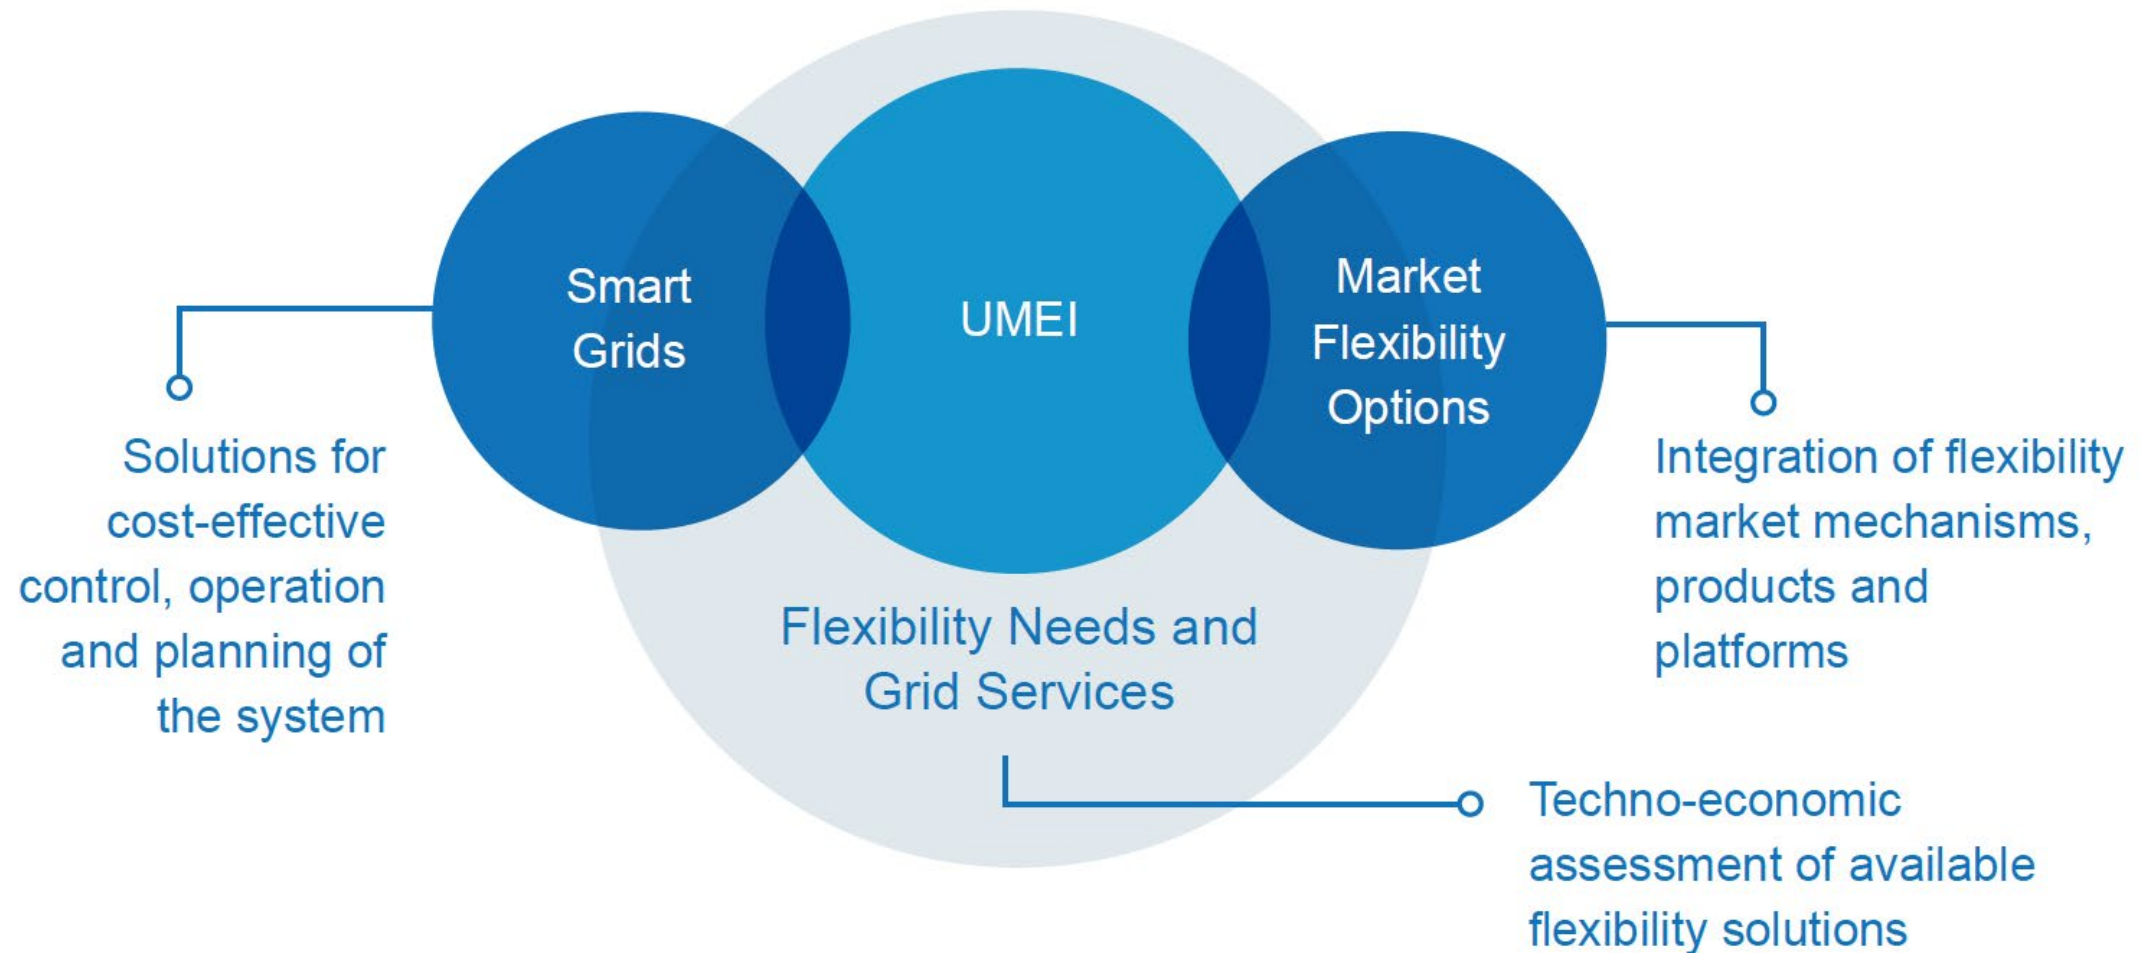 Smart
Grids
UMEI
Market
Flexibility
Options
Solutions for
cost-effective
control, operation
and planning of
the system
Flexibility Needs and
Grid Services
Integration of flexibility
market mechanisms,
products and
platforms
Techno-economic
assessment of available
flexibility solutions